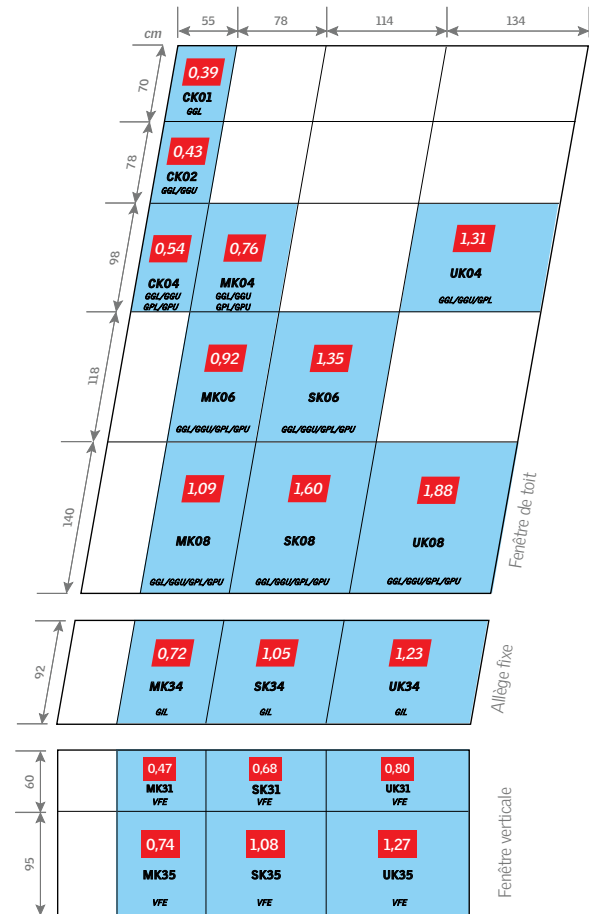 55 78 114 134
cm
70
0,39
CK01
GGL
78
0,43
CK02
GGL/GGU
98
0,54 0,76 1,31
CK04 MK04 UK04
GGL/GGU GGL/GGU GGL/GGU/GPL
GPL/GPU GPL/GPU
118
0,92 1,35
MK06 SK06
GGL/GGU/GPL/GPU GGL/GGU/GPL/GPU
140
1,09 1,60 1,88
MK08 SK08 UK08
GGL/GGU/GPL/GPU GGL/GGU/GPL/GPU GGL/GGU/GPL/GPU
Fenêtre de toit
92
0,72 1,05 1,23
MK34 SK34 UK34
GIL GIL GIL
Allège fixe
60
0,47 0,68 0,80
MK31 SK31 UK31
VFE VFE VFE
95
0,74 1,08 1,27
MK35 SK35 UK35
VFE VFE VFE
Fenêtre verticale